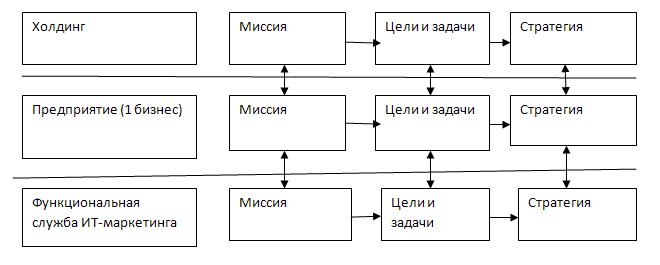 Холдинг
Миссия
Цели и задачи
Стратегия
Предприятие (1 бизнес)
Миссия
Цели и задачи
Стратегия
Функциональная
служба ИТ-маркетинга
Миссия
Цели и
задачи
Стратегия